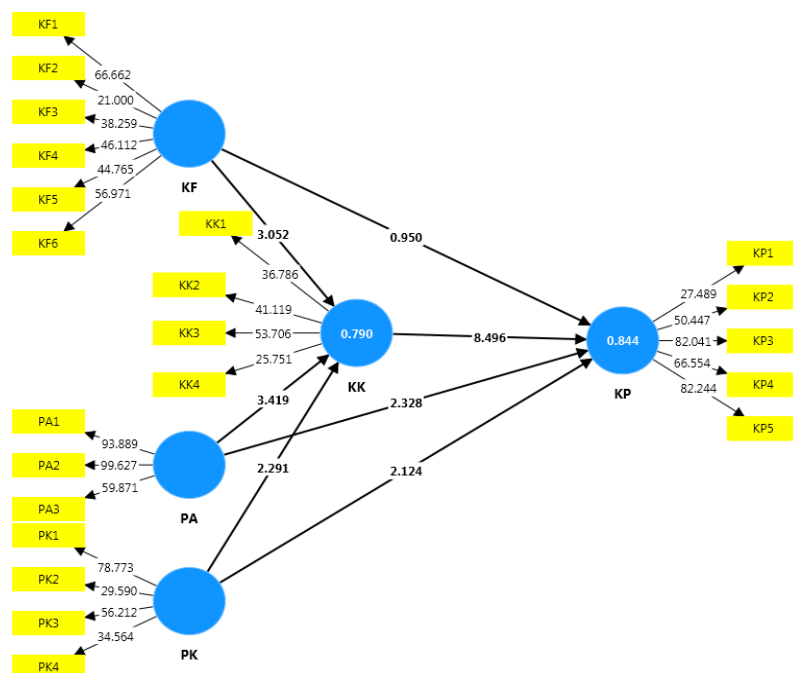 KF1
KF2
KF3
KF4
KF5
KF6
66.662
21.000
38.259
46.112
44.765
56.971
KF
KK1
KK2
KK3
KK4
3.052
36.786
41.119
53.706
25.751
0.790
KK
0.950
8.496
2.328
2.124
3.419
2.291
PA1
PA2
PA3
93.889
99.627
59.871
PA
PK1
PK2
PK3
PK4
78.773
29.590
56.212
34.564
PK
0.844
KP
27.489
50.447
82.041
66.554
82.244
KP1
KP2
KP3
KP4
KP5